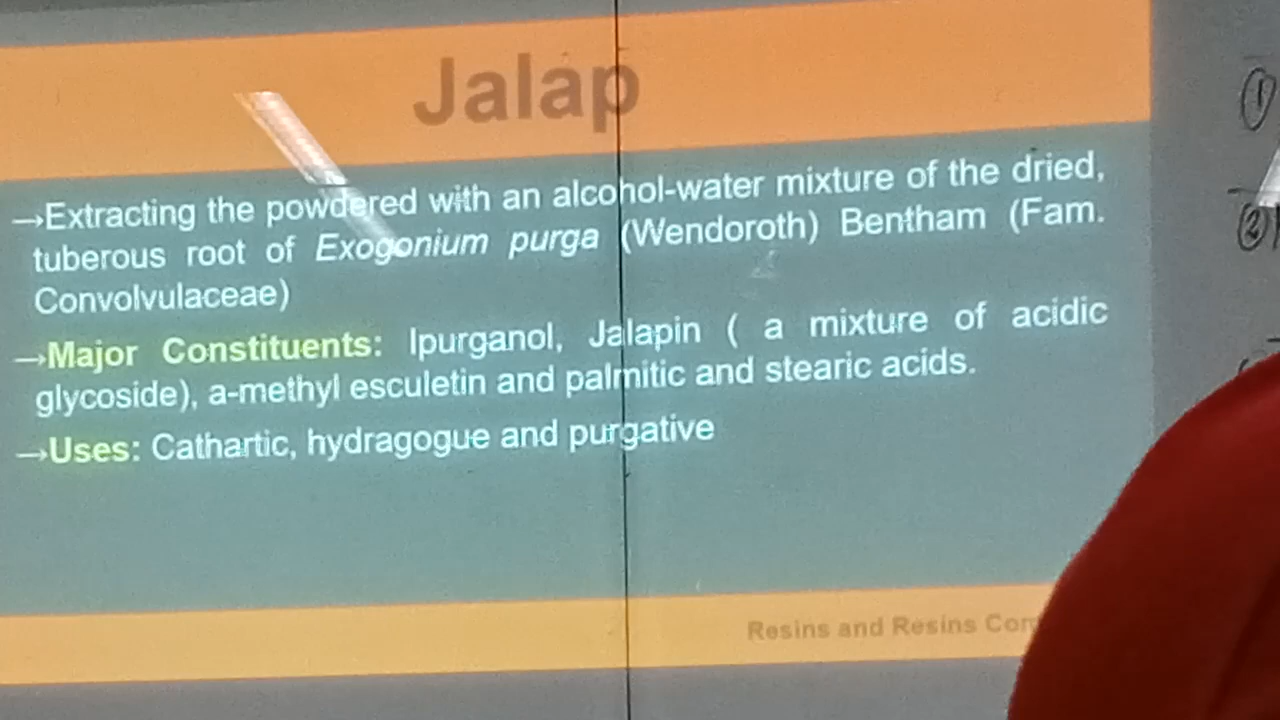 Jalap
→Extracting the powdered with an alcohol-water mixture of the dried,
tuberous root of Exogonium purga (Wendoroth) Bentham (Fam.
Convolvulaceae)
→Major Constituents: Ipurganol, Jalapin ( a mixture of acidic
glycoside), a-methyl esculetin and palmitic and stearic acids.
→Uses: Cathartic, hydragogue and purgative
Resins and Resins
①
②